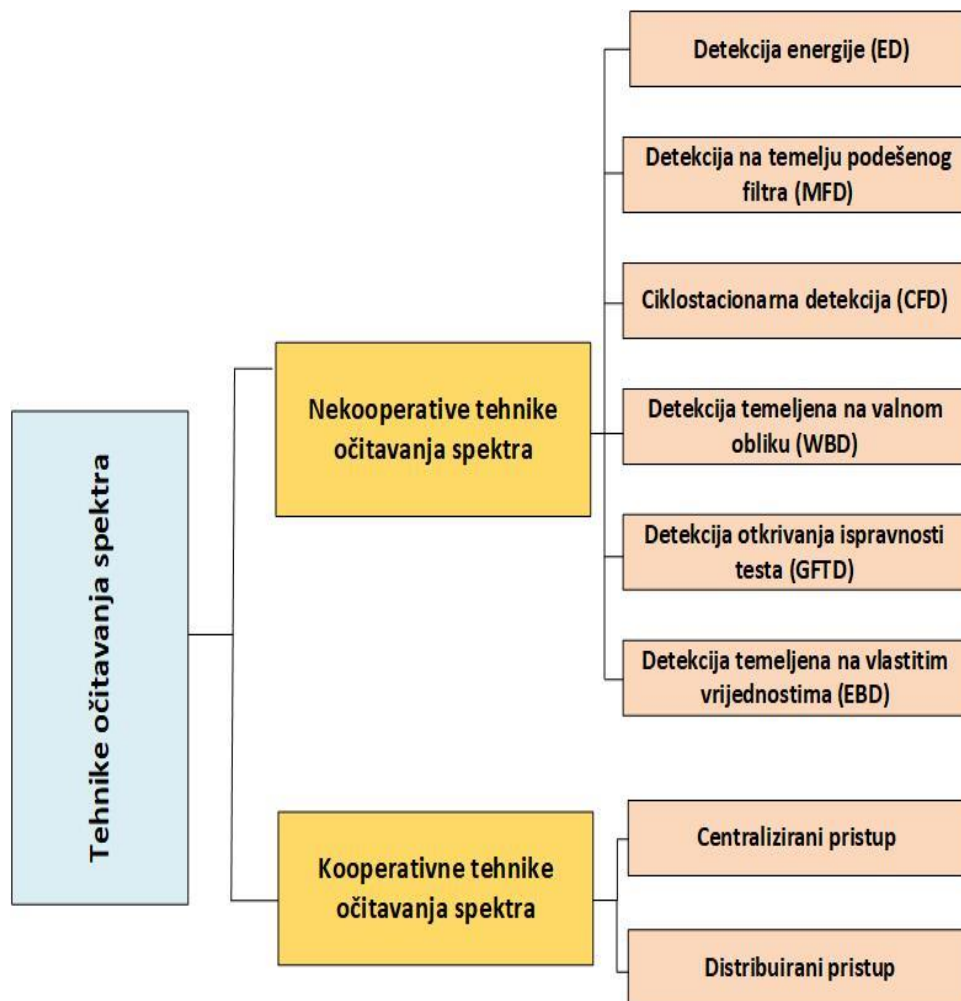 Tehnike očitavanja spektra
Nekooperative tehnike
očitavanja spektra
Detekcija energije (ED)
Detekcija na temelju podešenog
filtra (MFD)
Ciklostacionarna detekcija (CFD)
Detekcija temeljena na valnom
obliku (WBD)
Detekcija otkrivanja ispravnosti
testa (GFTD)
Detekcija temeljena na vlastitim
vrijednostima (EBD)
Kooperativne tehnike
očitavanja spektra
Centralizirani pristup
Distribuirani pristup